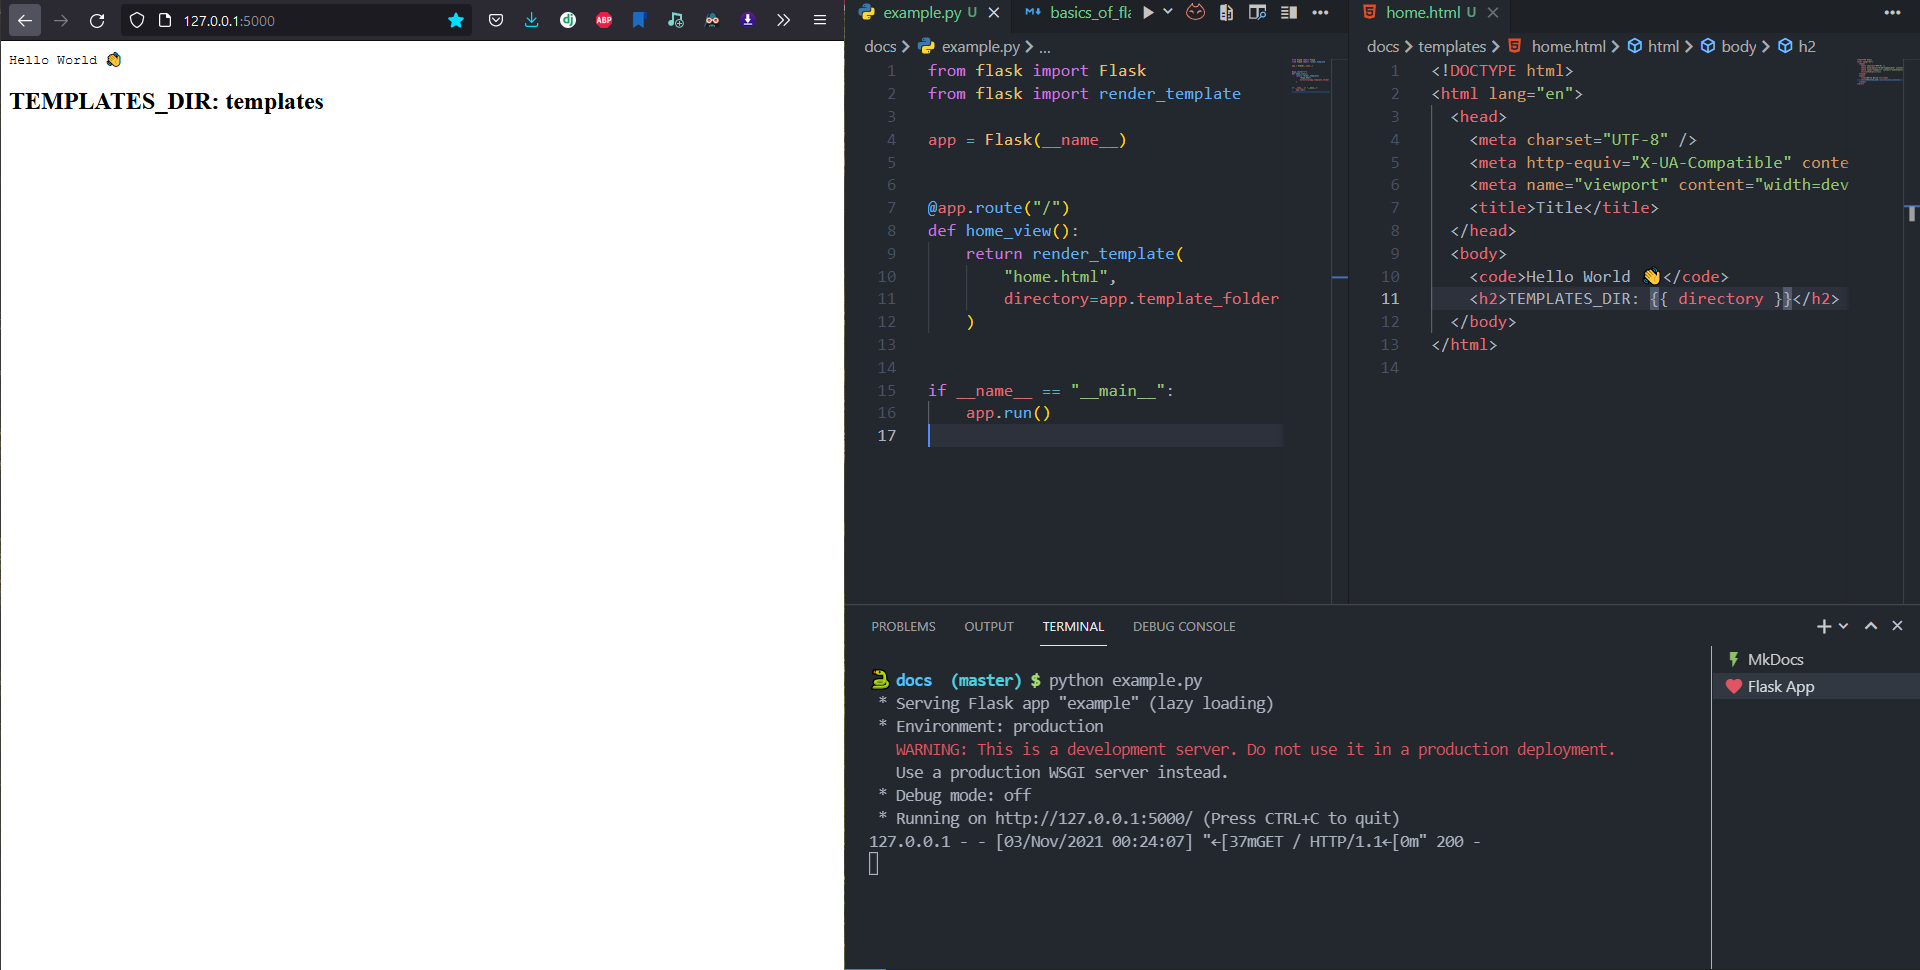 127.0.0.1:5000
Hello World 👋
TEMPLATES_DIR: templates
example.py U
basics_of_fla
docs > example.py > ...
1 from flask import Flask
2 from flask import render_template
3
4 app = Flask(__name__)
5
6
7 @app.route("/")
8 def home_view():
9 return render_template(
10 "home.html",
11 directory=app.template_folder
12 )
13
14
15 if __name__ == "__main__":
16 app.run()
17
home.html U
docs > templates > home.html > html > body > h2
1 <!DOCTYPE html>
2 <html lang="en">
3 <head>
4 <meta charset="UTF-8" />
5 <meta http-equiv="X-UA-Compatible" conte
6 <meta name="viewport" content="width=dev
7 <title>Title</title>
8 </head>
9 <body>
10 <code>Hello World 👋</code>
11 <h2>TEMPLATES_DIR: {{ directory }}</h2>
12 </body>
13 </html>
14
PROBLEMS OUTPUT TERMINAL DEBUG CONSOLE
docs (master) $ python example.py
* Serving Flask app "example" (lazy loading)
* Environment: production
WARNING: This is a development server. Do not use it in a production deployment.
Use a production WSGI server instead.
* Debug mode: off
* Running on http://127.0.0.1:5000/ (Press CTRL+C to quit)
127.0.0.1 - - [03/Nov/2021 00:24:07] "←[37mGET / HTTP/1.1←[0m" 200 -
MkDocs
Flask App